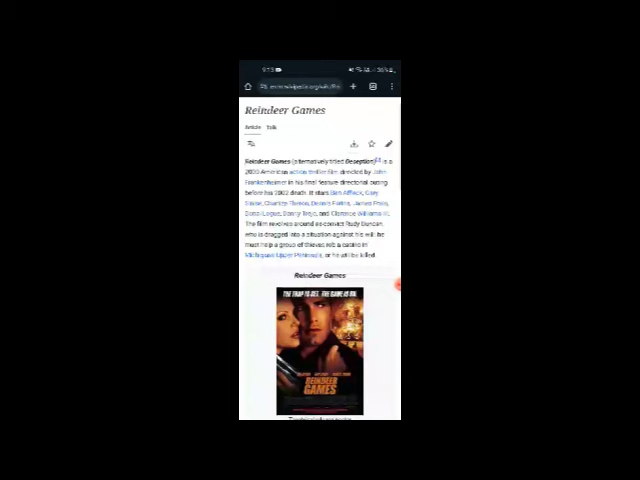 Reindeer Games
Article Talk
Reindeer Games (alternatively titled Deception) is a
2000 American action thriller film directed by John
Frankenheimer in his final feature directorial outing
before his 2002 death. It stars Ben Affleck, Gary
Sinise, Charlize Theron, Dennis Farina, James Frain,
Donal Logue, Danny Trejo, and Clarence Williams III.
The film revolves around ex-convict Rudy Duncan,
who is dragged into a situation against his will; he
must help a group of thieves rob a casino in
Michigan's Upper Peninsula, or he will be killed.
Reindeer Games
THE TRAP IS SET. THE GAME IS ON.
REINDEER
GAMES